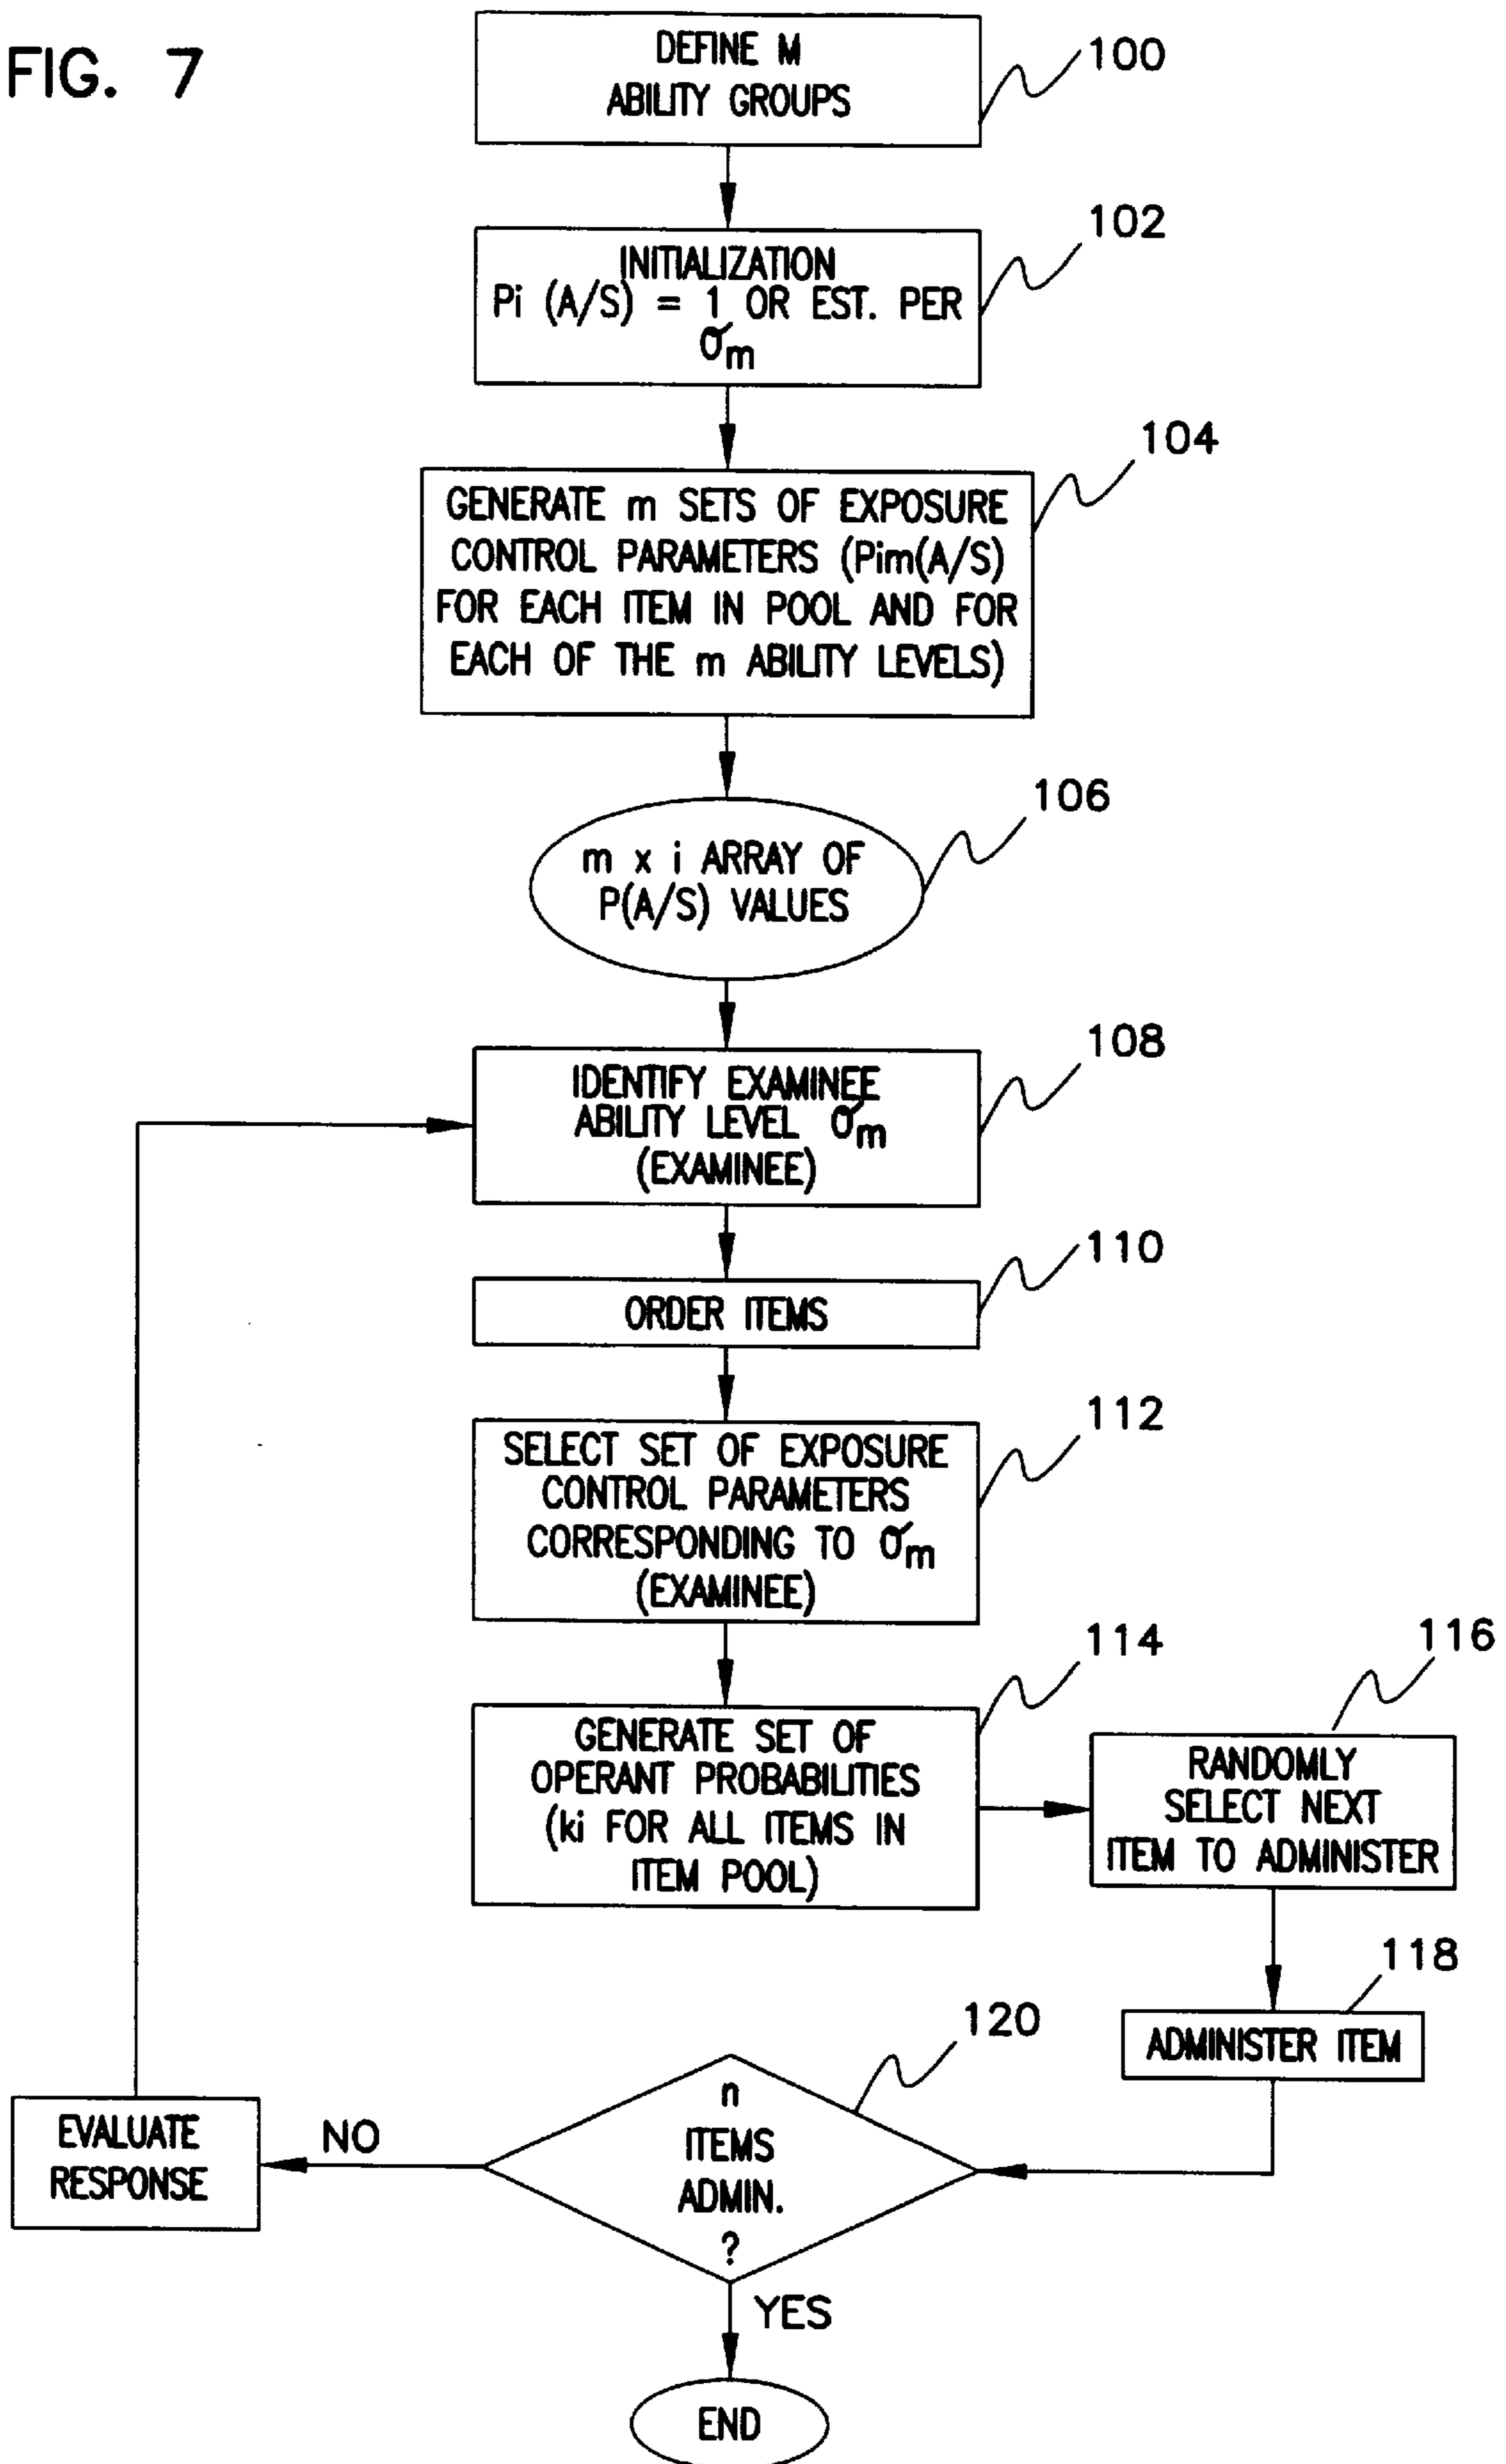 FIG. 7
DEFINE M
ABILITY GROUPS
100
INITIALIZATION
Pi (A/S) = 1 OR EST. PER
σm
102
GENERATE m SETS OF EXPOSURE
CONTROL PARAMETERS (Pim(A/S)
FOR EACH ITEM IN POOL AND FOR
EACH OF THE m ABILITY LEVELS)
104
m x i ARRAY OF
P(A/S) VALUES
106
IDENTIFY EXAMINEE
ABILITY LEVEL σm
(EXAMINEE)
108
ORDER ITEMS
110
SELECT SET OF EXPOSURE
CONTROL PARAMETERS
CORRESPONDING TO σm
(EXAMINEE)
112
GENERATE SET OF
OPERANT PROBABILITIES
(ki FOR ALL ITEMS IN
ITEM POOL)
114
RANDOMLY
SELECT NEXT
ITEM TO ADMINISTER
116
ADMINISTER ITEM
118
n
ITEMS
ADMIN.
?
120
NO
EVALUATE
RESPONSE
YES
END